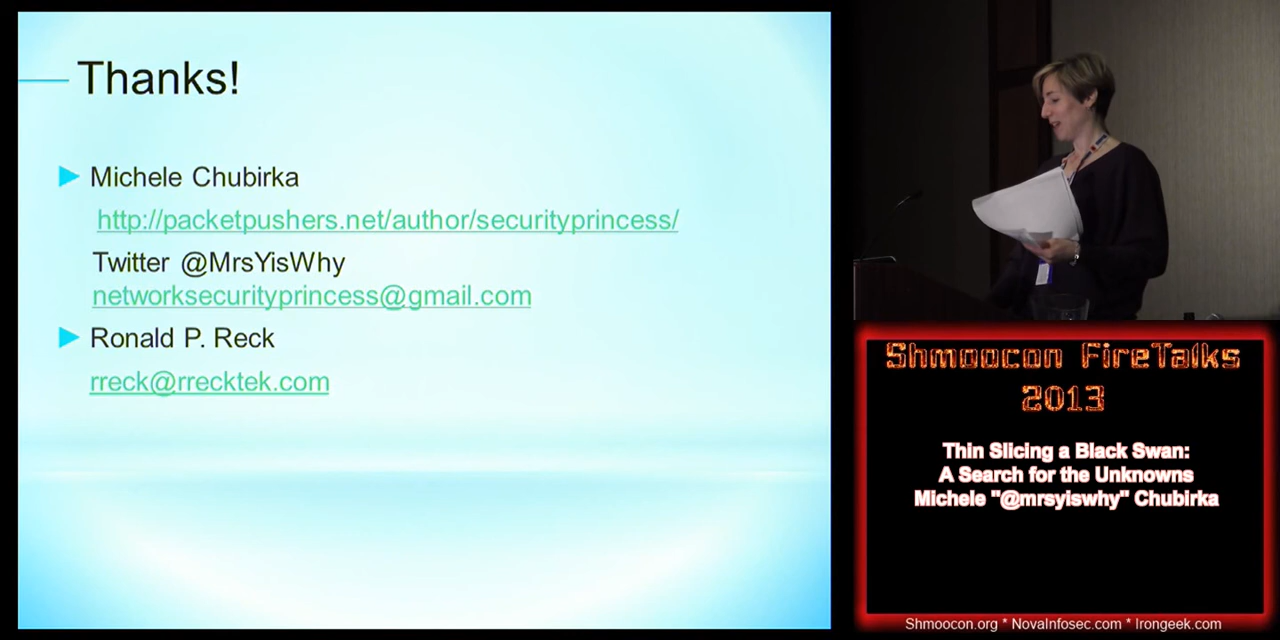 Thanks!
Michele Chubirka
http://packetpushers.net/author/securityprincess/
Twitter @MrsYisWhy
networksecurityprincess@gmail.com
Ronald P. Reck
rreck@rrecktek.com
Shmoocon FireTalks
2013
Thin Slicing a Black Swan:
A Search for the Unknowns
Michele "@mrsyiswhy" Chubirka
Shmoocon.org * NovaInfosec.com * Irongeek.com